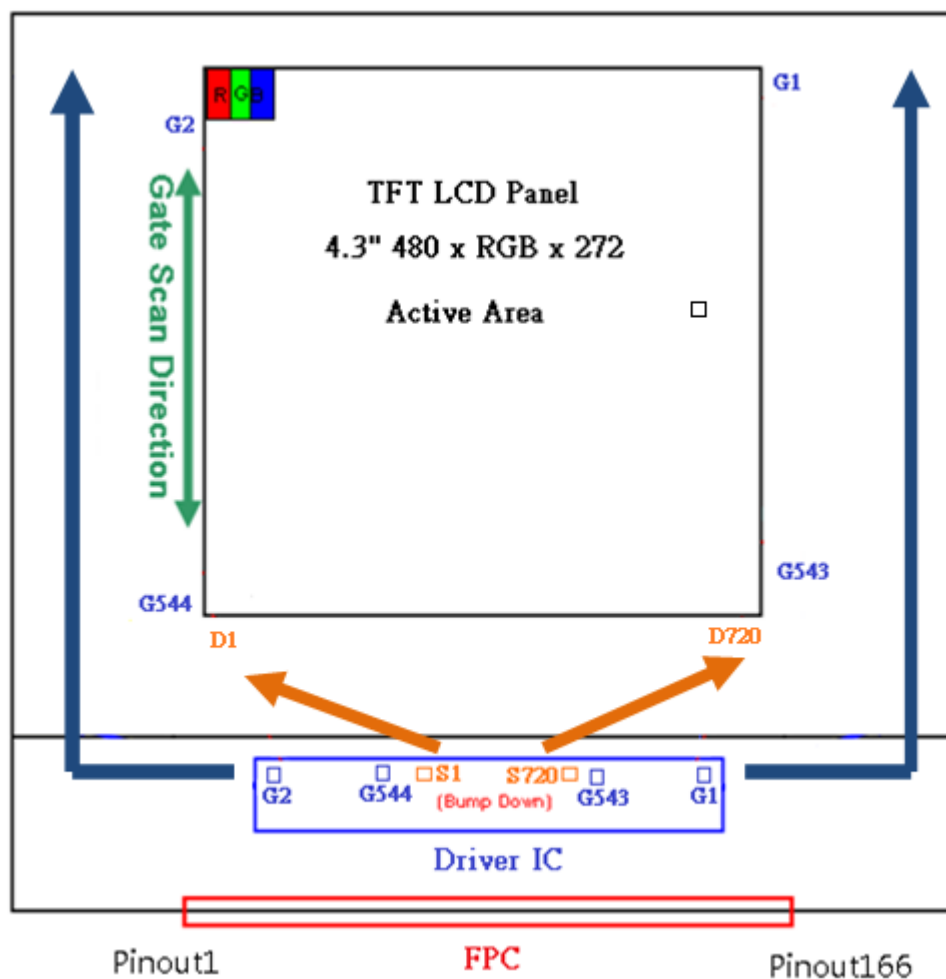 R G B
G1
G2
Gate Scan Direction
TFT LCD Panel
4.3" 480 x RGB x 272
Active Area
G544
G543
D1
D720
S1
S720
G2
G544
(Bump Down)
G543
G1
Driver IC
Pinout1
FPC
Pinout166